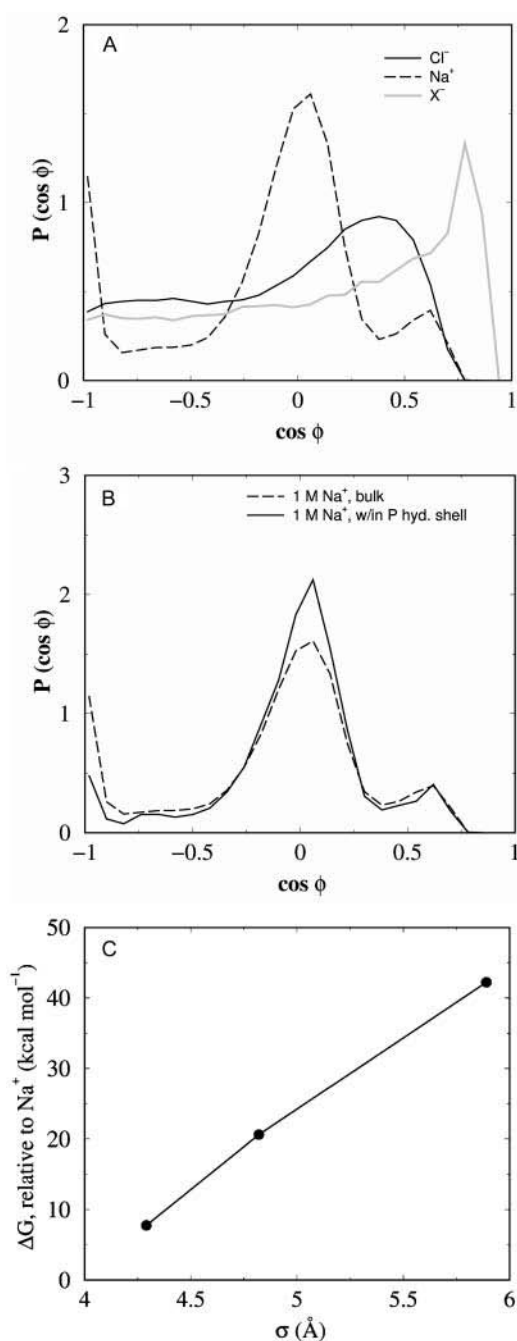 A
Cl⁻
Na⁺
X⁻
2
1
0
P (cos ϕ)
-1
-0.5
0
0.5
1
cos ϕ
B
1 M Na⁺, bulk
1 M Na⁺, w/in P hyd. shell
3
2
1
0
P (cos ϕ)
-1
-0.5
0
0.5
1
cos ϕ
C
50
40
30
20
10
0
ΔG, relative to Na⁺ (kcal mol⁻¹)
4
4.5
5
5.5
6
σ (Å)